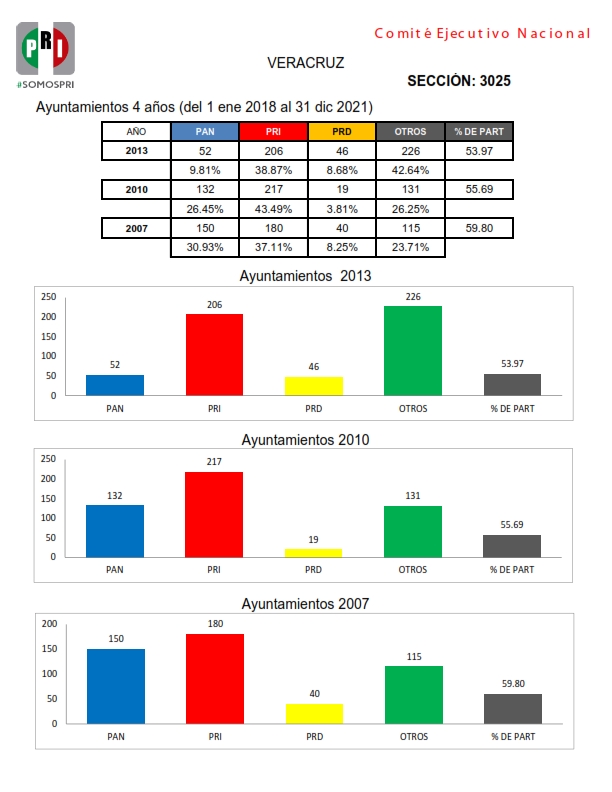 Comité Ejecutivo Nacional
PRI
#SOMOSPRI
VERACRUZ
SECCIÓN: 3025
Ayuntamientos 4 años (del 1 ene 2018 al 31 dic 2021)
AÑO PAN PRI PRD OTROS % DE PART
2013 52 206 46 226 53.97
9.81% 38.87% 8.68% 42.64%
2010 132 217 19 131 55.69
26.45% 43.49% 3.81% 26.25%
2007 150 180 40 115 59.80
30.93% 37.11% 8.25% 23.71%
Ayuntamientos 2013
250
200
150
100
50
0
52 206 46 226 53.97
PAN PRI PRD OTROS % DE PART
Ayuntamientos 2010
250
200
150
100
50
0
132 217 19 131 55.69
PAN PRI PRD OTROS % DE PART
Ayuntamientos 2007
200
150
100
50
0
150 180 40 115 59.80
PAN PRI PRD OTROS % DE PART